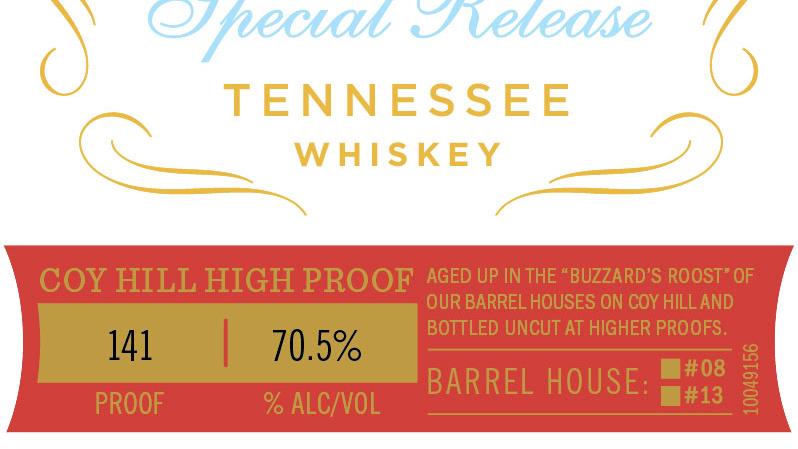 Special Release
TENNESSEE
WHISKEY
COY HILL HIGH PROOF
141
70.5%
PROOF
% ALC/VOL
AGED UP IN THE “BUZZARD’S ROOST” OF
OUR BARREL HOUSES ON COY HILL AND
BOTTLED UNCUT AT HIGHER PROOFS.
BARREL HOUSE:
#08
#13
10049156